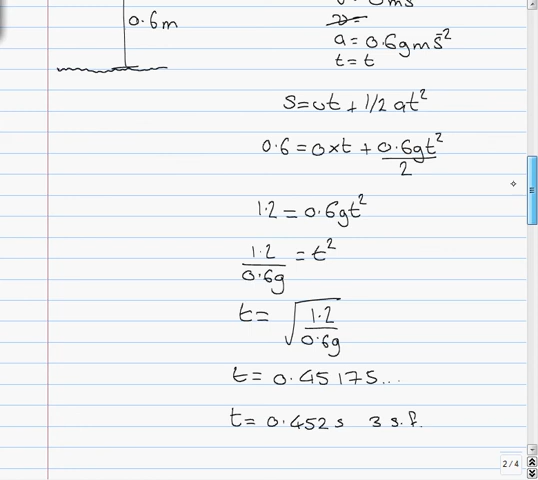 0.6m
a = 0.6g ms⁻²
t = t
s = ut + 1/2 at²
0.6 = 0×t + 0.6gt²/2
1.2 = 0.6gt²
1.2/0.6g = t²
t = √(1.2/0.6g)
t = 0.45175...
t = 0.452s 3 s.f.
2/4